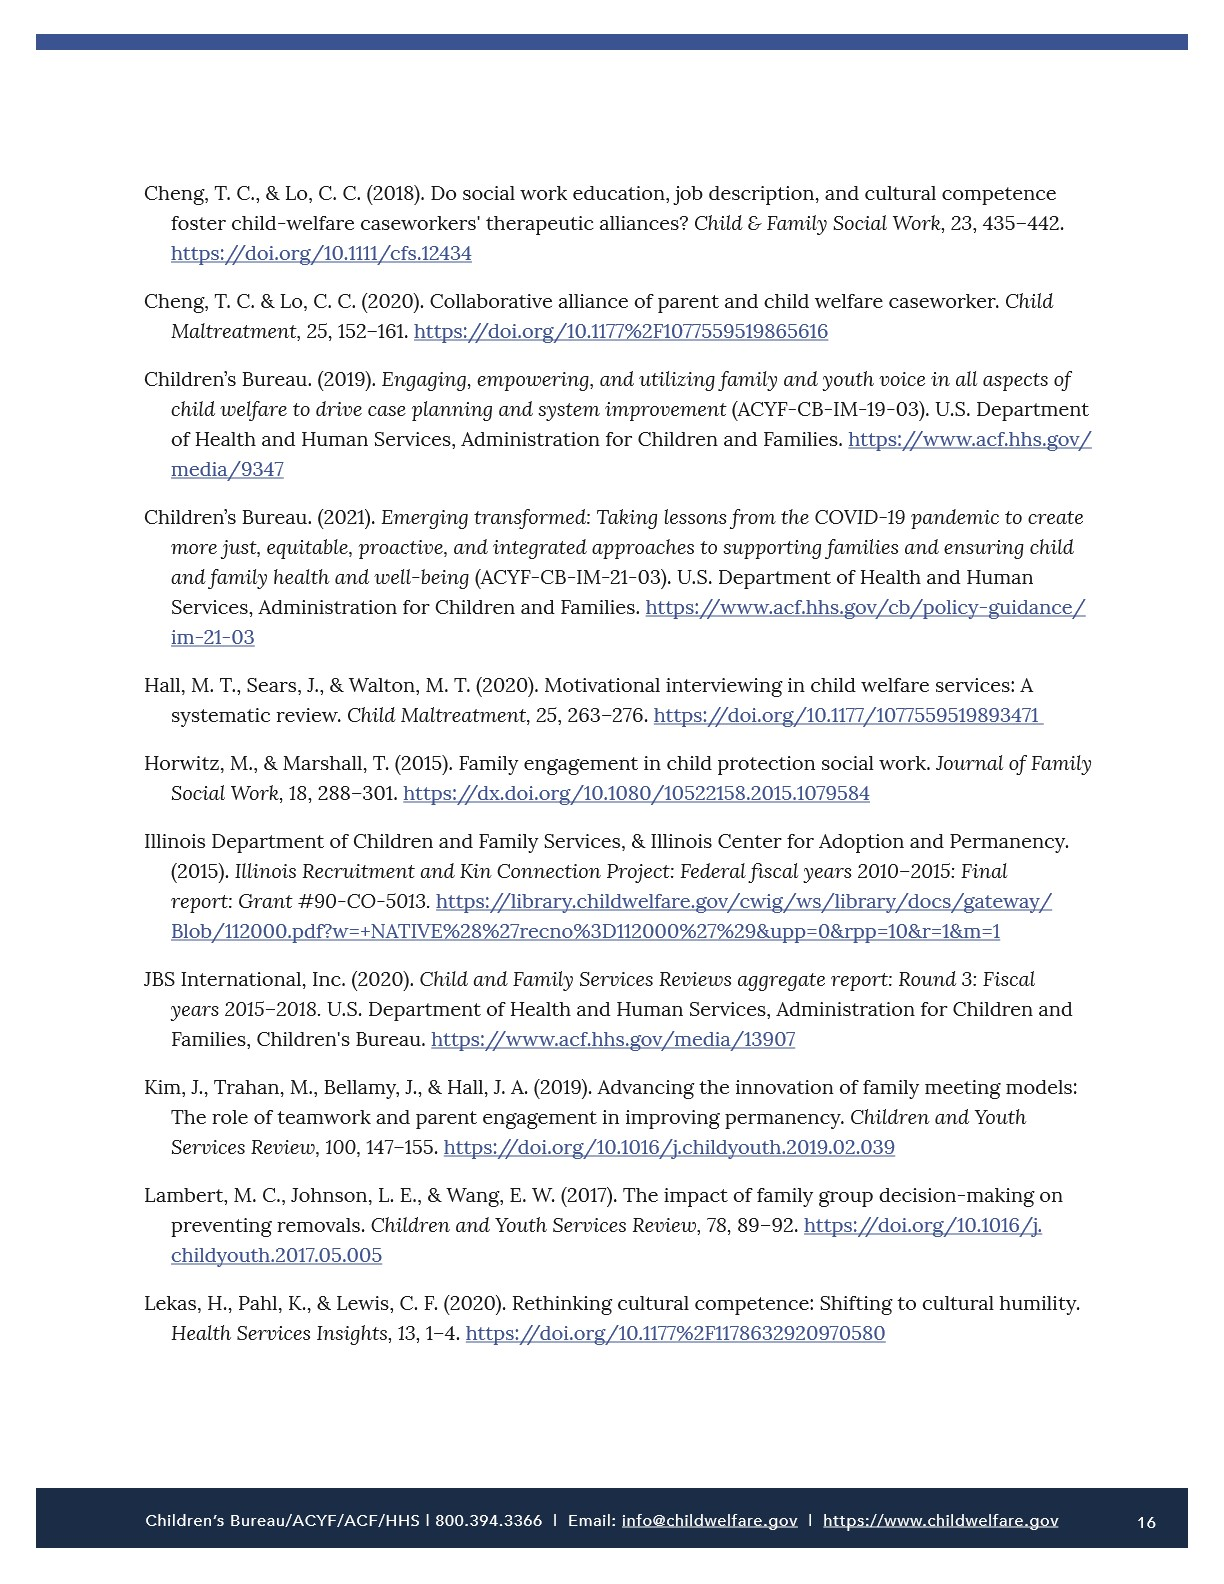 Cheng, T. C., & Lo, C. C. (2018). Do social work education, job description, and cultural competence
foster child-welfare caseworkers' therapeutic alliances? Child & Family Social Work, 23, 435–442.
https://doi.org/10.1111/cfs.12434
Cheng, T. C. & Lo, C. C. (2020). Collaborative alliance of parent and child welfare caseworker. Child
Maltreatment, 25, 152–161. https://doi.org/10.1177%2F1077559519865616
Children’s Bureau. (2019). Engaging, empowering, and utilizing family and youth voice in all aspects of
child welfare to drive case planning and system improvement (ACYF-CB-IM-19-03). U.S. Department
of Health and Human Services, Administration for Children and Families. https://www.acf.hhs.gov/
media/9347
Children’s Bureau. (2021). Emerging transformed: Taking lessons from the COVID-19 pandemic to create
more just, equitable, proactive, and integrated approaches to supporting families and ensuring child
and family health and well-being (ACYF-CB-IM-21-03). U.S. Department of Health and Human
Services, Administration for Children and Families. https://www.acf.hhs.gov/cb/policy-guidance/
im-21-03
Hall, M. T., Sears, J., & Walton, M. T. (2020). Motivational interviewing in child welfare services: A
systematic review. Child Maltreatment, 25, 263–276. https://doi.org/10.1177/1077559519893471
Horwitz, M., & Marshall, T. (2015). Family engagement in child protection social work. Journal of Family
Social Work, 18, 288–301. https://dx.doi.org/10.1080/10522158.2015.1079584
Illinois Department of Children and Family Services, & Illinois Center for Adoption and Permanency.
(2015). Illinois Recruitment and Kin Connection Project: Federal fiscal years 2010–2015: Final
report: Grant #90-CO-5013. https://library.childwelfare.gov/cwig/ws/library/docs/gateway/
Blob/112000.pdf?w=+NATIVE%28%27recno%3D112000%27%29&upp=0&rpp=10&r=1&m=1
JBS International, Inc. (2020). Child and Family Services Reviews aggregate report: Round 3: Fiscal
years 2015–2018. U.S. Department of Health and Human Services, Administration for Children and
Families, Children's Bureau. https://www.acf.hhs.gov/media/13907
Kim, J., Trahan, M., Bellamy, J., & Hall, J. A. (2019). Advancing the innovation of family meeting models:
The role of teamwork and parent engagement in improving permanency. Children and Youth
Services Review, 100, 147–155. https://doi.org/10.1016/j.childyouth.2019.02.039
Lambert, M. C., Johnson, L. E., & Wang, E. W. (2017). The impact of family group decision-making on
preventing removals. Children and Youth Services Review, 78, 89–92. https://doi.org/10.1016/j.
childyouth.2017.05.005
Lekas, H., Pahl, K., & Lewis, C. F. (2020). Rethinking cultural competence: Shifting to cultural humility.
Health Services Insights, 13, 1–4. https://doi.org/10.1177%2F1178632920970580
Children’s Bureau/ACYF/ACF/HHS | 800.394.3366 | Email: info@childwelfare.gov | https://www.childwelfare.gov 16